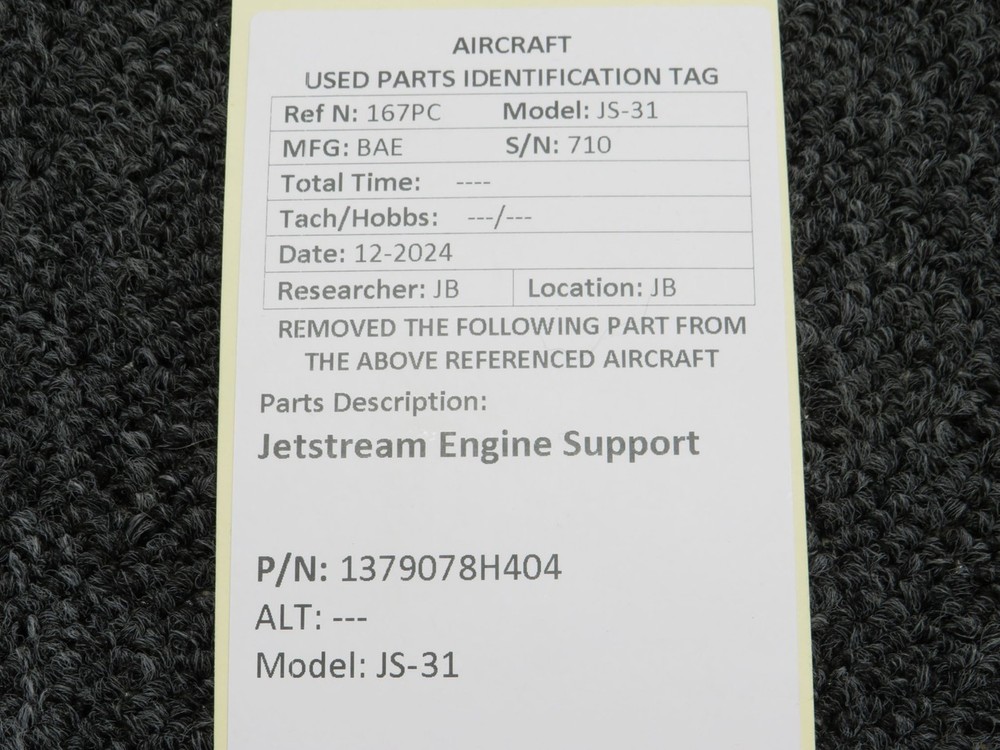 AIRCRAFT
USED PARTS IDENTIFICATION TAG
Ref N: 167PC Model: JS-31
MFG: BAE S/N: 710
Total Time: ----
Tach/Hobbs: ---/---
Date: 12-2024
Researcher: JB Location: JB
REMOVED THE FOLLOWING PART FROM
THE ABOVE REFERENCED AIRCRAFT
Parts Description:
Jetstream Engine Support
P/N: 1379078H404
ALT: ---
Model: JS-31